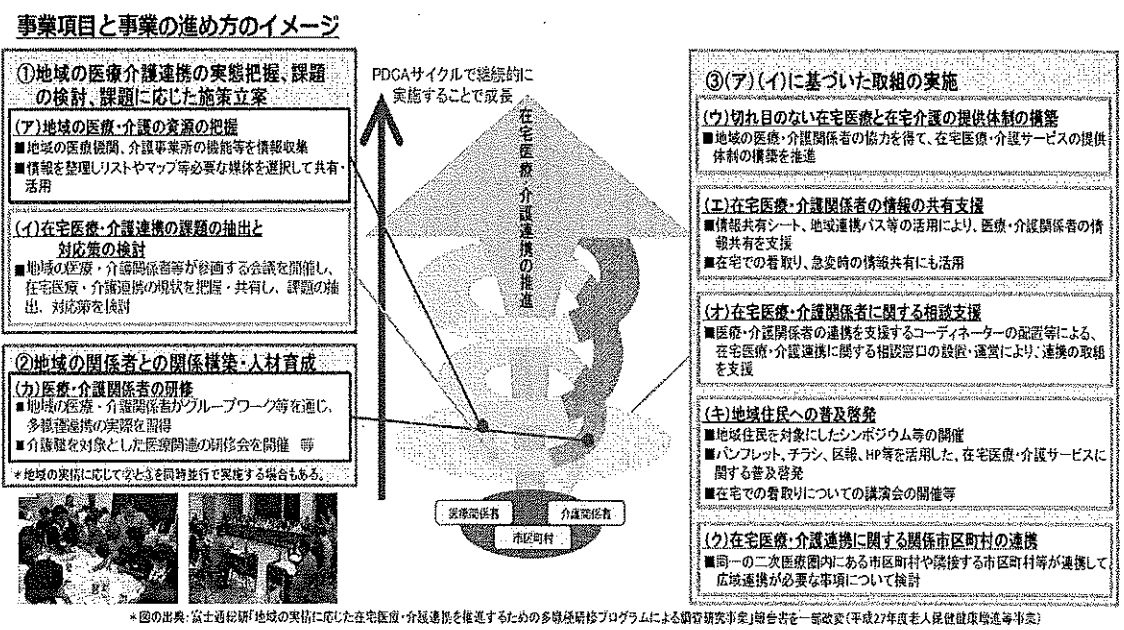 事業項目と事業の進め方のイメージ
①地域の医療介護連携の実態把握、課題
の検討、課題に応じた施策立案
(ア)地域の医療・介護の資源の把握
■地域の医療機関、介護事業所の機能等を情報収集
■情報を整理しリストやマップ等必要な媒体を選択して共有・
活用
(イ)在宅医療・介護連携の課題の抽出と
対応策の検討
■地域の医療・介護関係者等が参画する会議を開催し、
在宅医療・介護連携の現状を把握・共有し、課題の抽
出、対応策を検討
②地域の関係者との関係構築・人材育成
(カ)医療・介護関係者の研修
■地域の医療・介護関係者がグループワーク等を通じ、
多職種連携の実際を習得
■介護職を対象とした医療関連の研修会を開催 等
*地域の実情に応じて②と③を同時並行で実施する場合もある。
PDCAサイクルで継続的に
実施することで成長
在宅医療・介護連携の推進
医療関係者
介護関係者
市区町村
③(ア)(イ)に基づいた取組の実施
(ウ)切れ目のない在宅医療と在宅介護の提供体制の構築
■地域の医療・介護関係者の協力を得て、在宅医療・介護サービスの提供
体制の構築を推進
(エ)在宅医療・介護関係者の情報の共有支援
■情報共有シート、地域連携パス等の活用により、医療・介護関係者の情
報共有を支援
■在宅での看取り、急変時の情報共有にも活用
(オ)在宅医療・介護関係者に関する相談支援
■医療・介護関係者の連携を支援するコーディネーターの配置等による、
在宅医療・介護連携に関する相談窓口の設置・運営により、連携の取組
を支援
(キ)地域住民への普及啓発
■地域住民を対象にしたシンポジウム等の開催
■パンフレット、チラシ、区報、HP等を活用した、在宅医療・介護サービスに
関する普及啓発
■在宅での看取りについての講演会の開催等
(ク)在宅医療・介護連携に関する関係市区町村の連携
■同一の二次医療圏内にある市区町村や隣接する市区町村等が連携して
広域連携が必要な事項について検討
*図の出典:富士通総研「地域の実情に応じた在宅医療・介護連携を推進するための多職種研修プログラムによる調査研究事業」報告書を一部改変(平成27年度老人保健健康増進等事業)